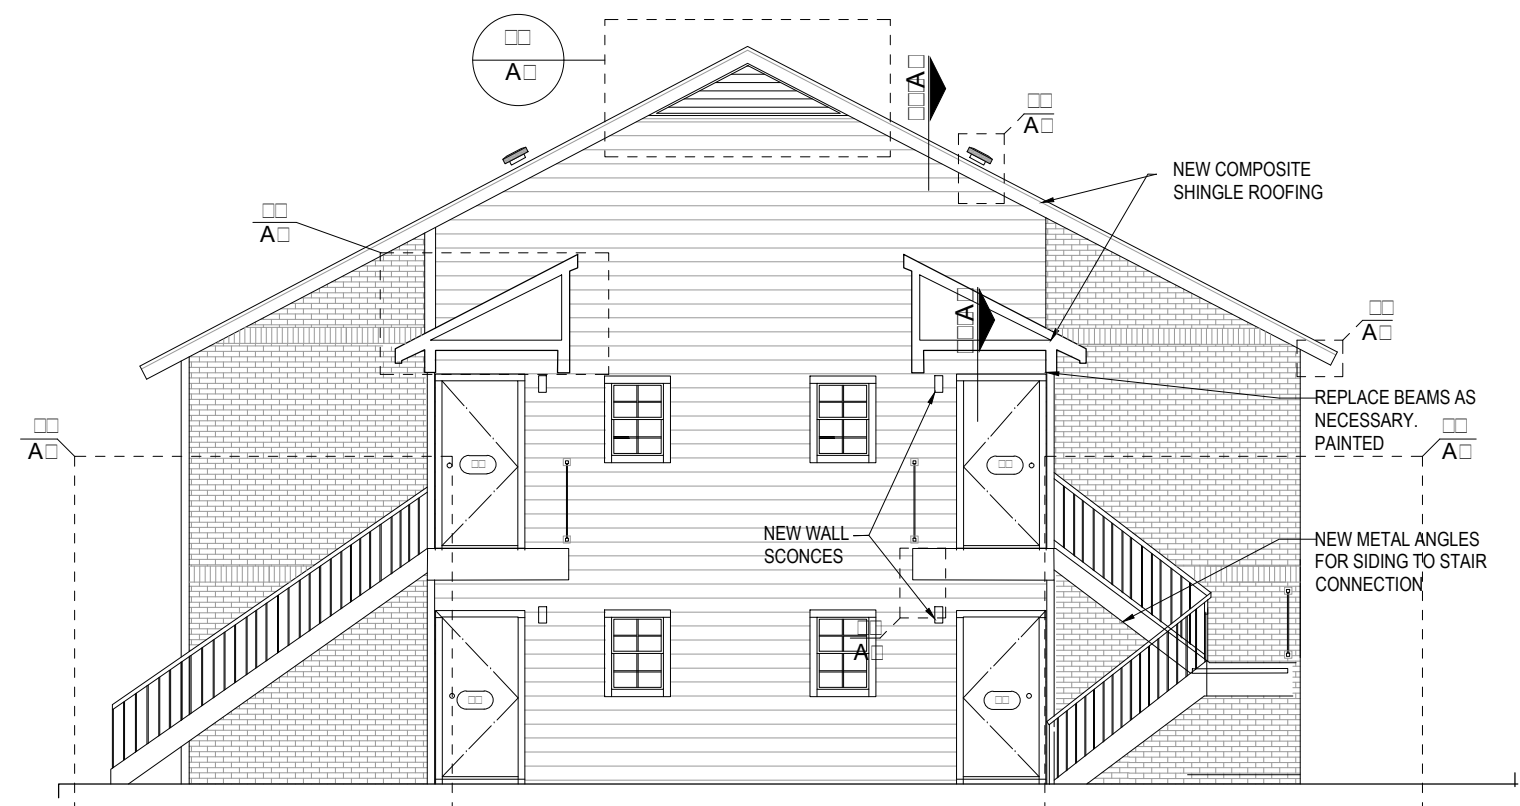 A
A
A
NEW COMPOSITE
SHINGLE ROOFING
A
A
A
A
REPLACE BEAMS AS
NECESSARY.
PAINTED
A
A
NEW WALL
SCONCES
NEW METAL ANGLES
FOR SIDING TO STAIR
CONNECTION
A